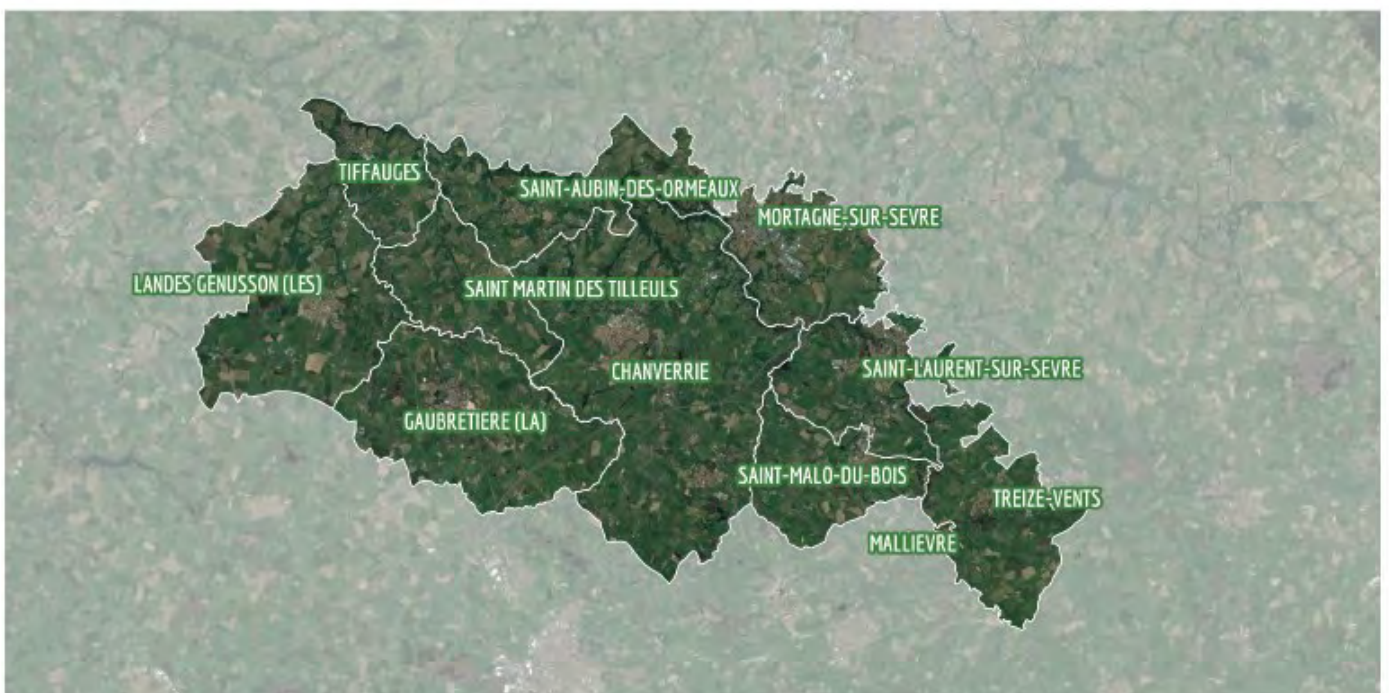 TIFFAUGES
SAINT-AUBIN-DES-ORMEAUX
MORTAGNE-SUR-SEVRE
LANDES GENUSSON (LES)
SAINT MARTIN DES TILLEULS
CHANVERRIE
SAINT-LAURENT-SUR-SEVRE
GAUBRETIERE (LA)
SAINT-MALO-DU-BOIS
TREIZE-VENTS
MALLIEVRE